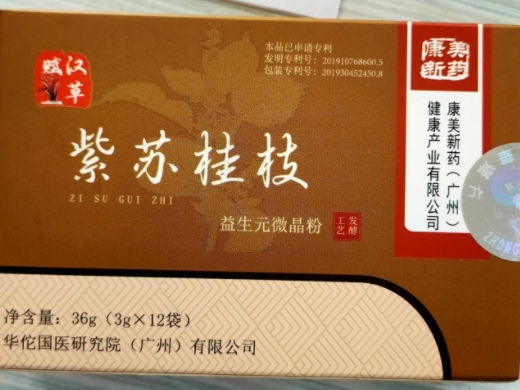 本品已申请专利
发明专利号：201910768600.5
包装专利号：201930452450.8
汉草
赋
康美
新药
康美新药（广州）
健康产业有限公司
紫苏桂枝
ZI SU GUI ZHI
益生元微晶粉
发酵
工艺
净含量：36g（3g×12袋）
华佗国医研究院（广州）有限公司